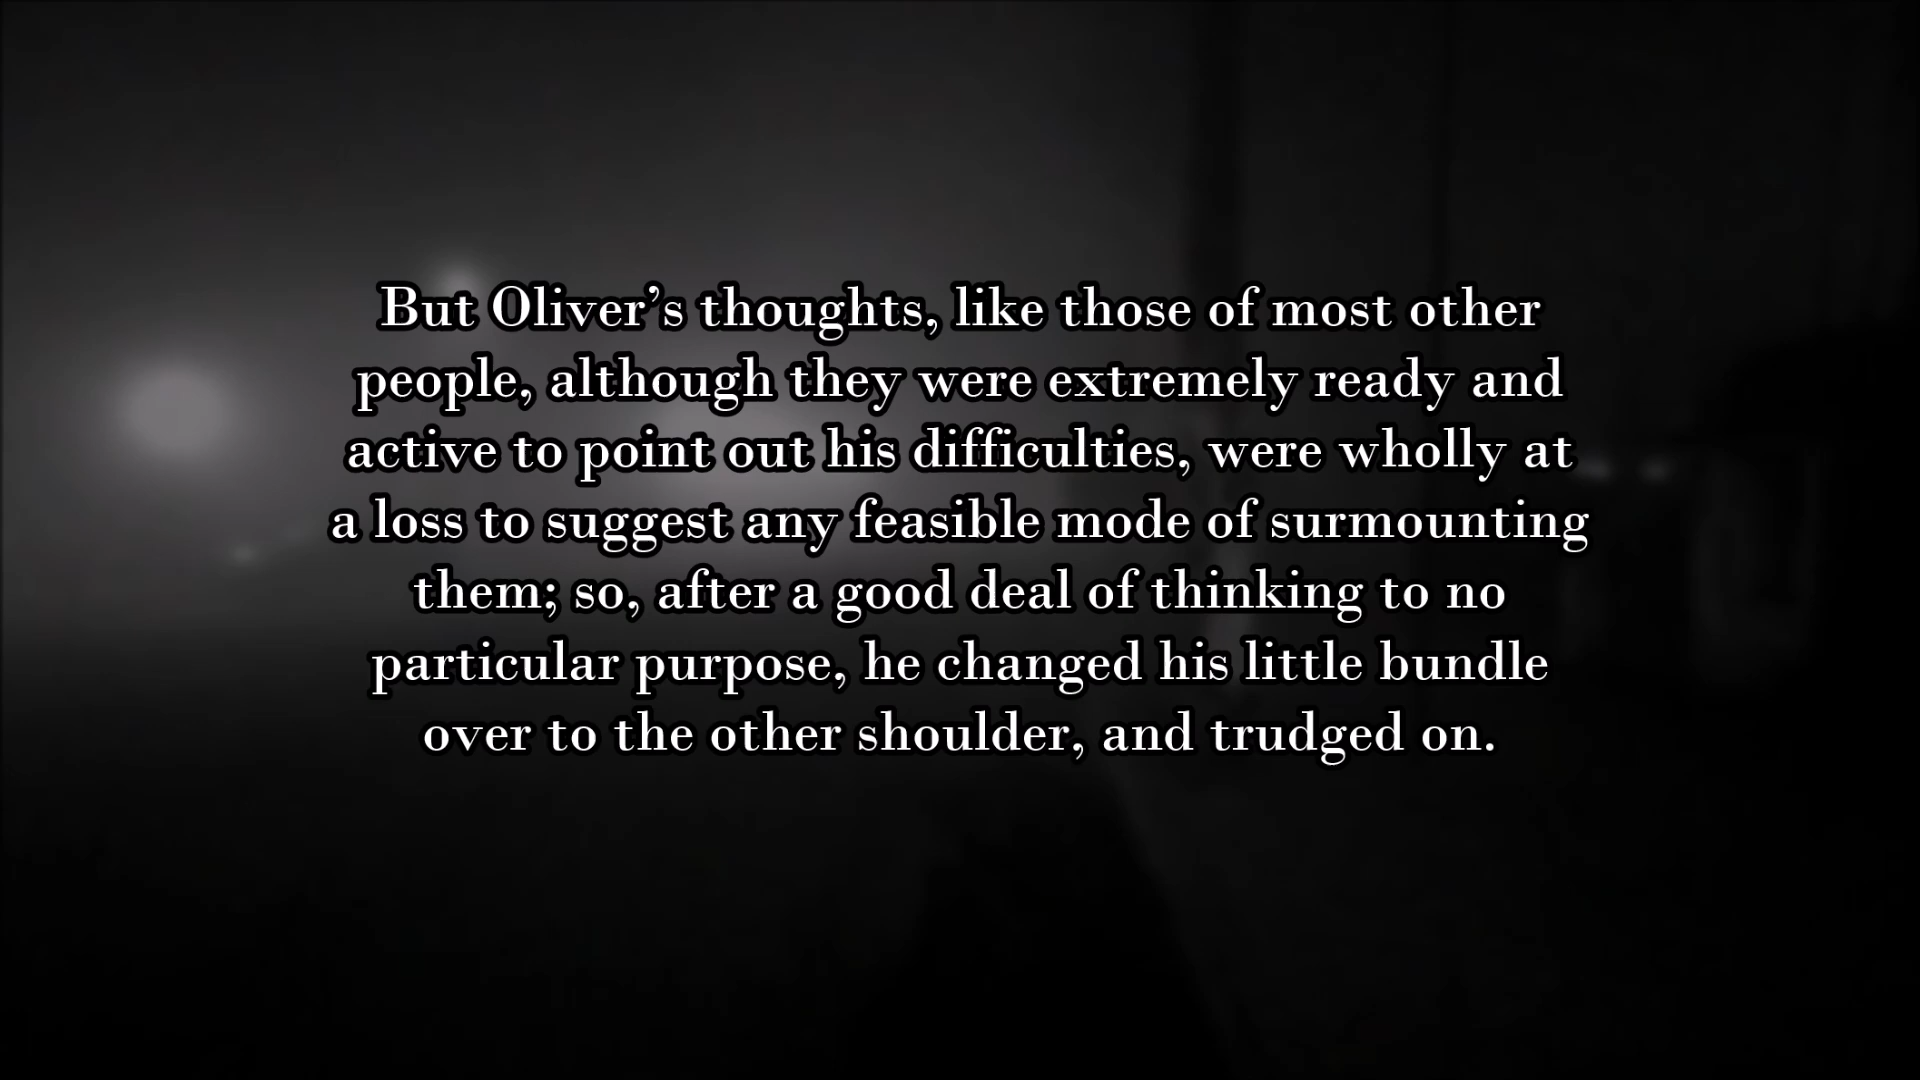 But Oliver’s thoughts, like those of most other
people, although they were extremely ready and
active to point out his difficulties, were wholly at
a loss to suggest any feasible mode of surmounting
them; so, after a good deal of thinking to no
particular purpose, he changed his little bundle
over to the other shoulder, and trudged on.